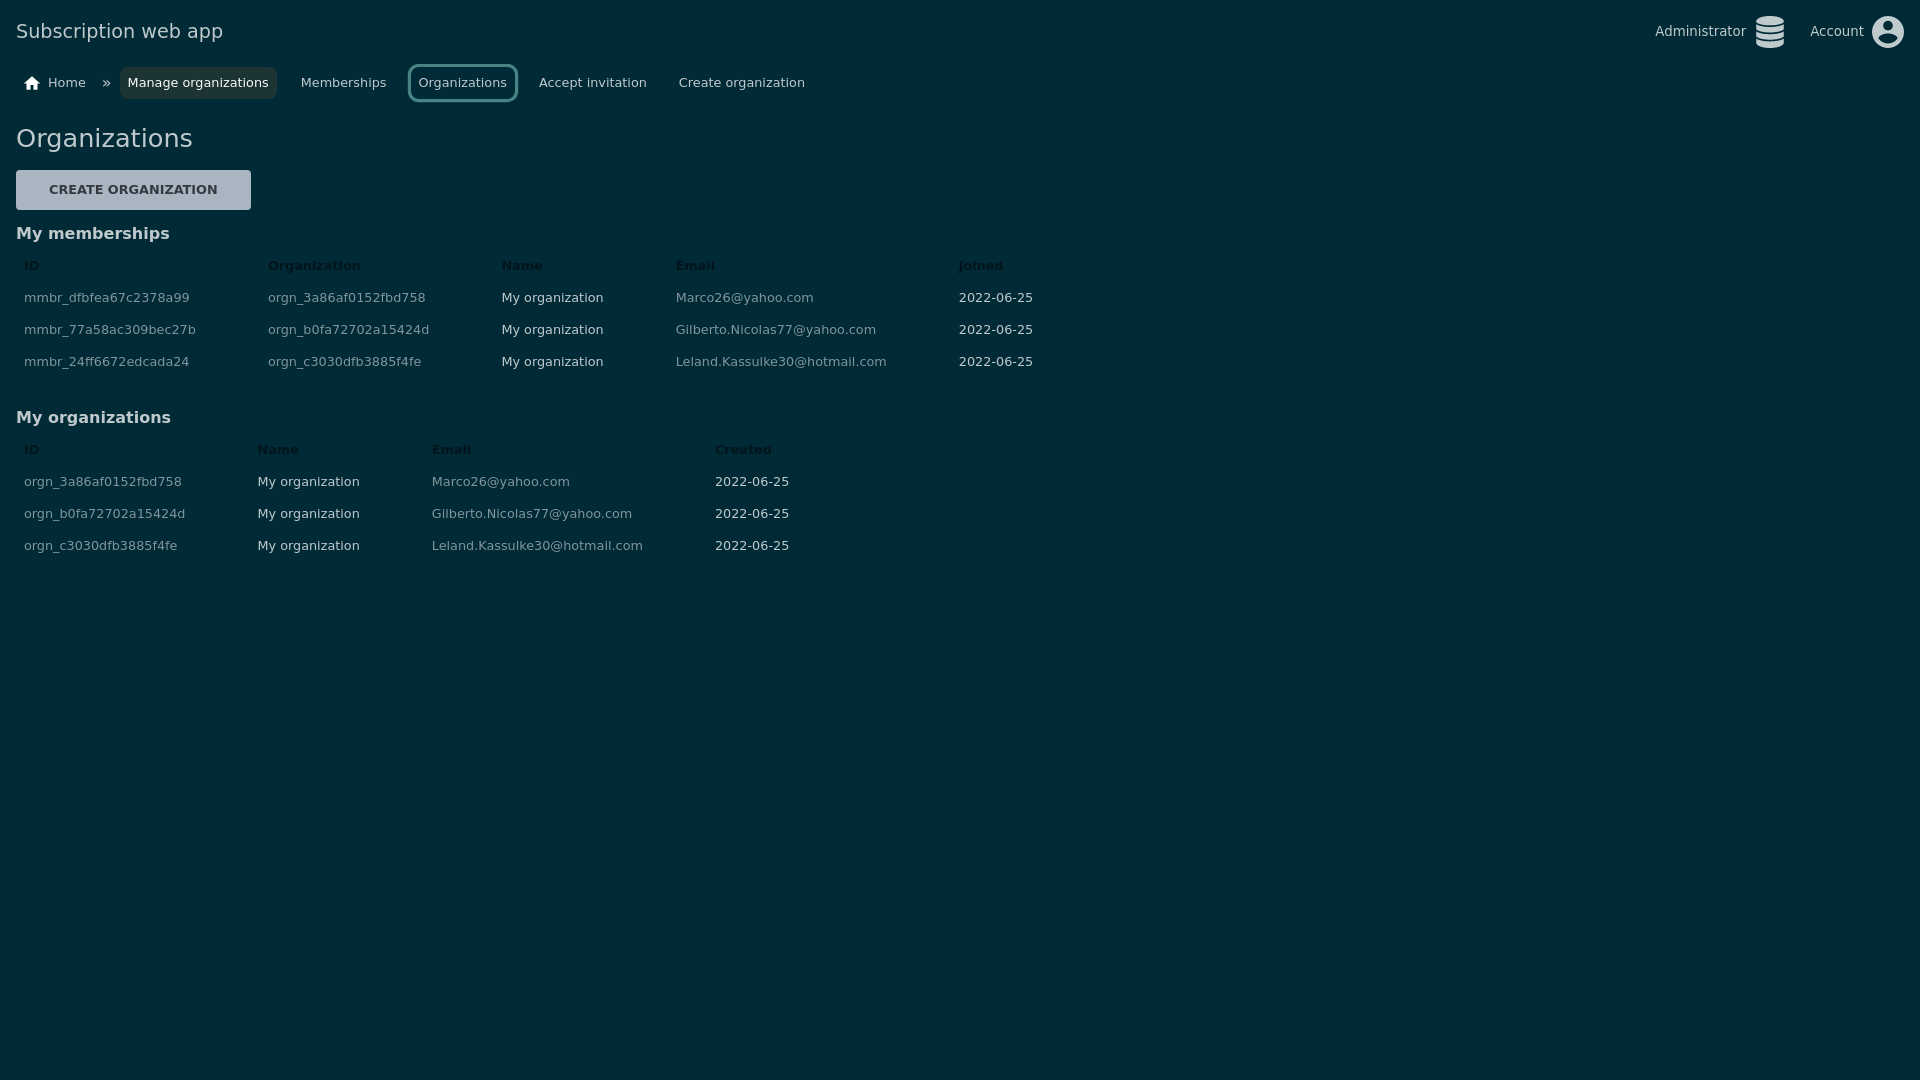 Subscription web app
Administrator Account
Home » Manage organizations Memberships Organizations Accept invitation Create organization
Organizations
CREATE ORGANIZATION
My memberships
ID Organization Name Email Joined
mmbr_dfbfea67c2378a99 orgn_3a86af0152fbd758 My organization Marco26@yahoo.com 2022-06-25
mmbr_77a58ac309bec27b orgn_b0fa72702a15424d My organization Gilberto.Nicolas77@yahoo.com 2022-06-25
mmbr_24ff6672edcada24 orgn_c3030dfb3885f4fe My organization Leland.Kassulke30@hotmail.com 2022-06-25
My organizations
ID Name Email Created
orgn_3a86af0152fbd758 My organization Marco26@yahoo.com 2022-06-25
orgn_b0fa72702a15424d My organization Gilberto.Nicolas77@yahoo.com 2022-06-25
orgn_c3030dfb3885f4fe My organization Leland.Kassulke30@hotmail.com 2022-06-25